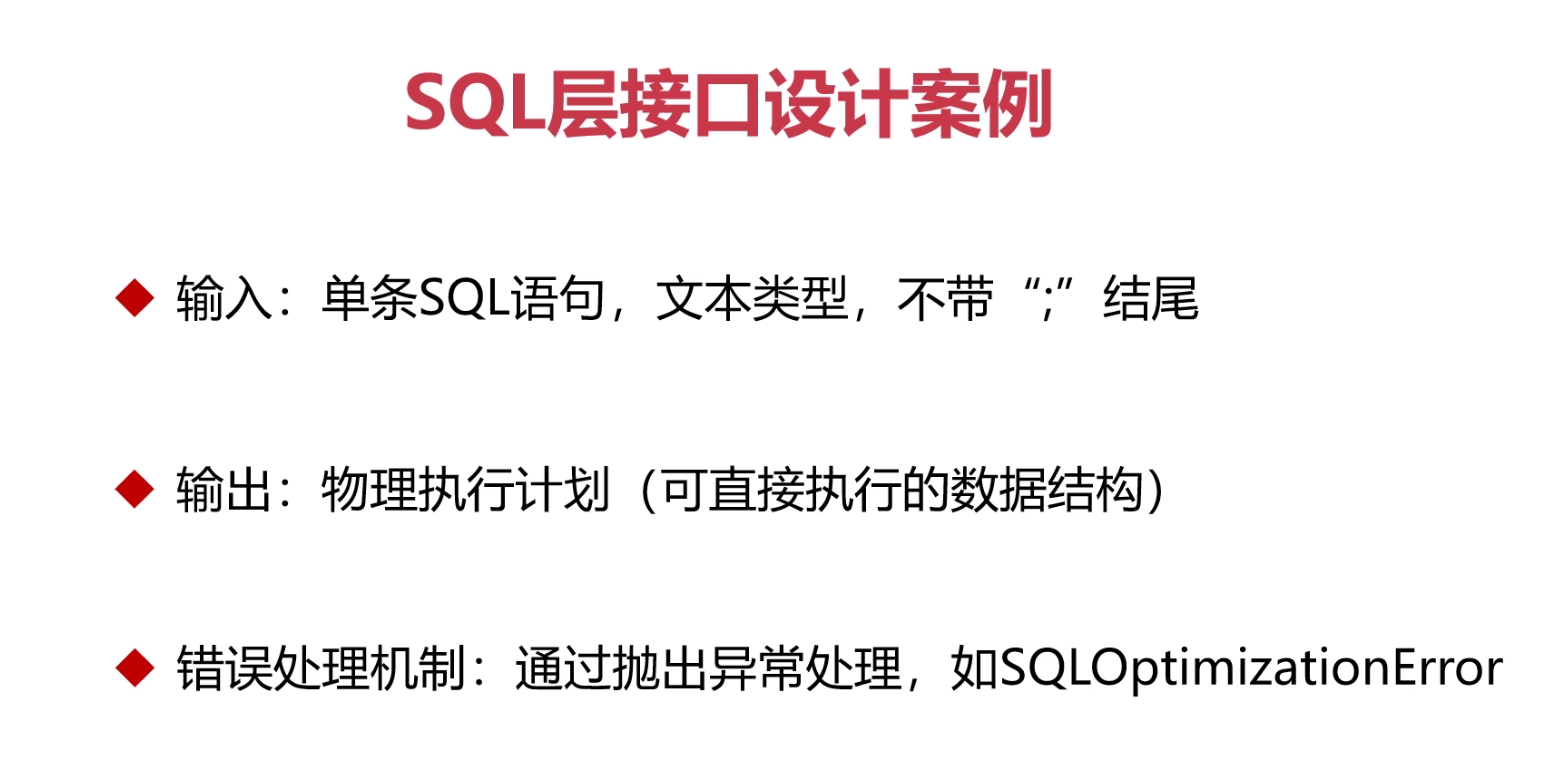 SQL层接口设计案例
◆ 输入：单条SQL语句，文本类型，不带“;”结尾
◆ 输出：物理执行计划（可直接执行的数据结构）
◆ 错误处理机制：通过抛出异常处理，如SQLOptimizationError